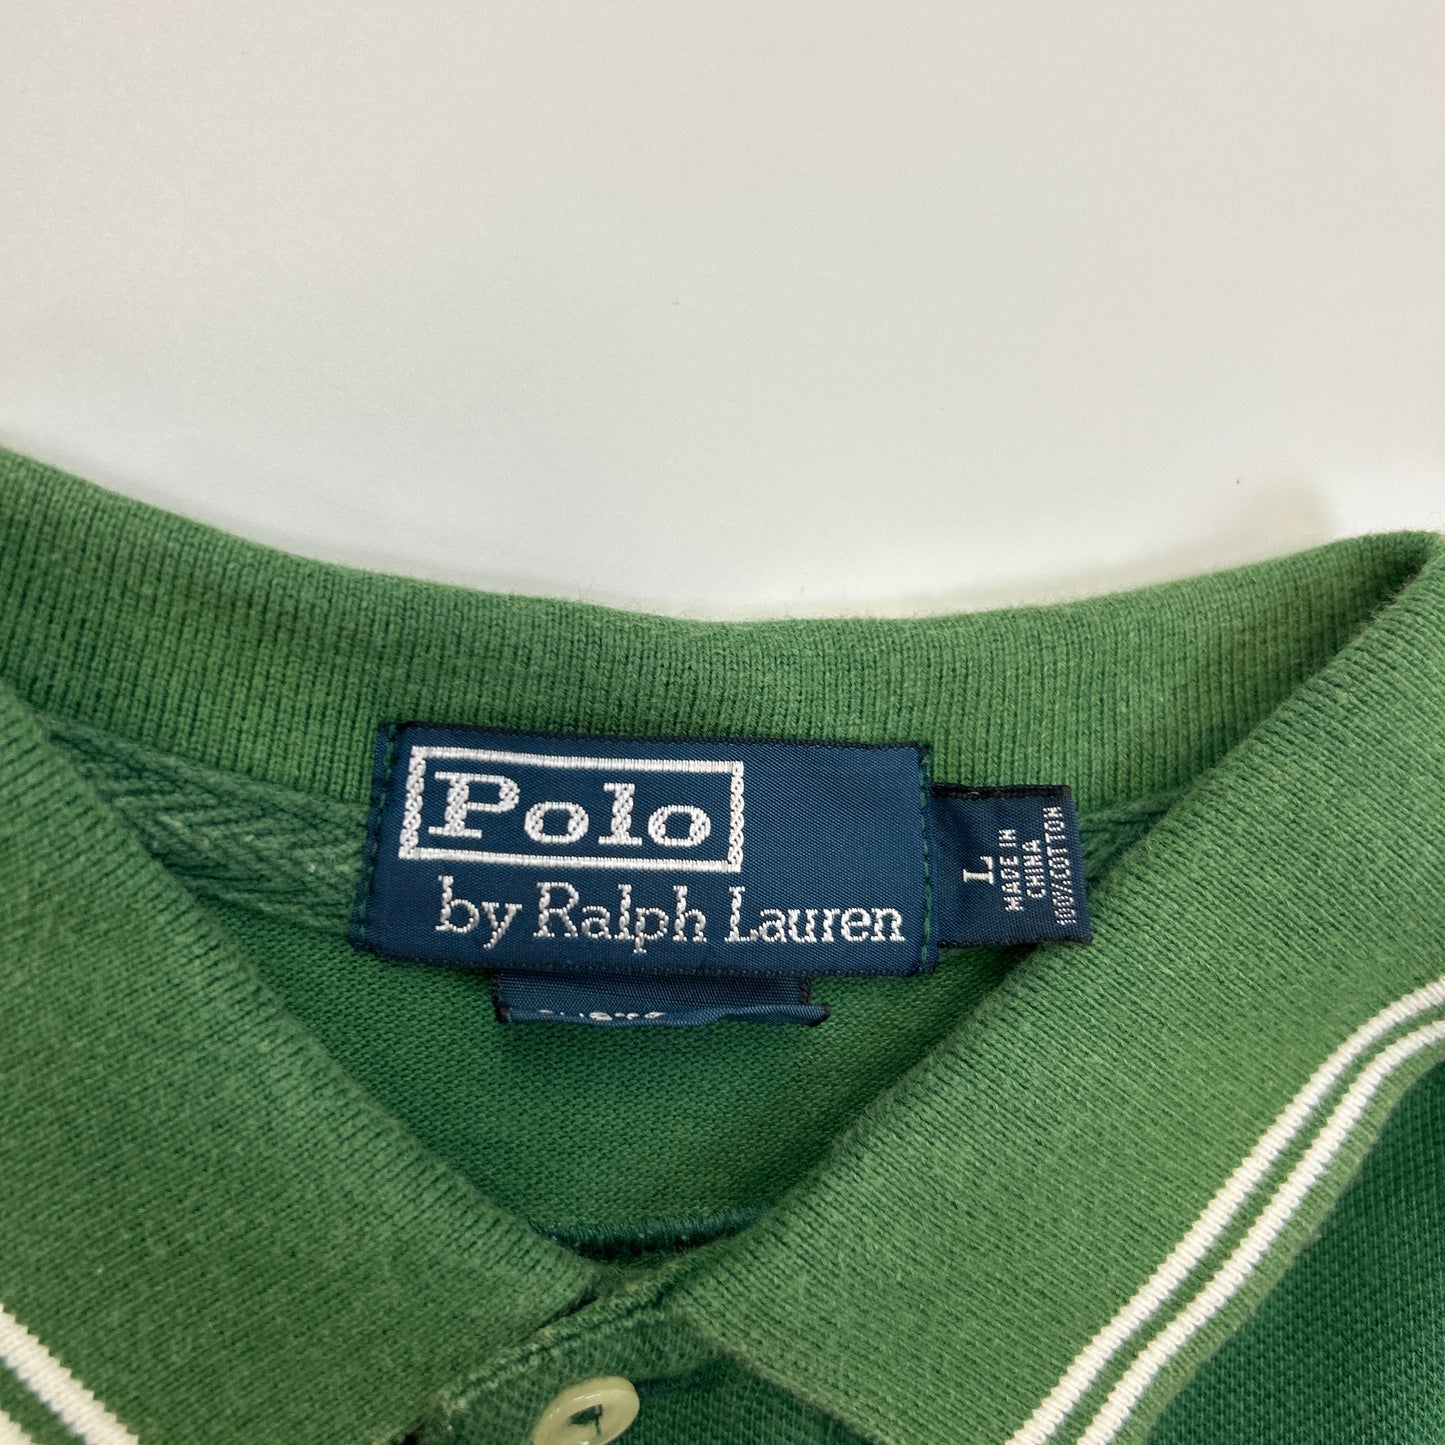 Polo
by Ralph Lauren
L
MADE IN
CHINA
100%COTTON